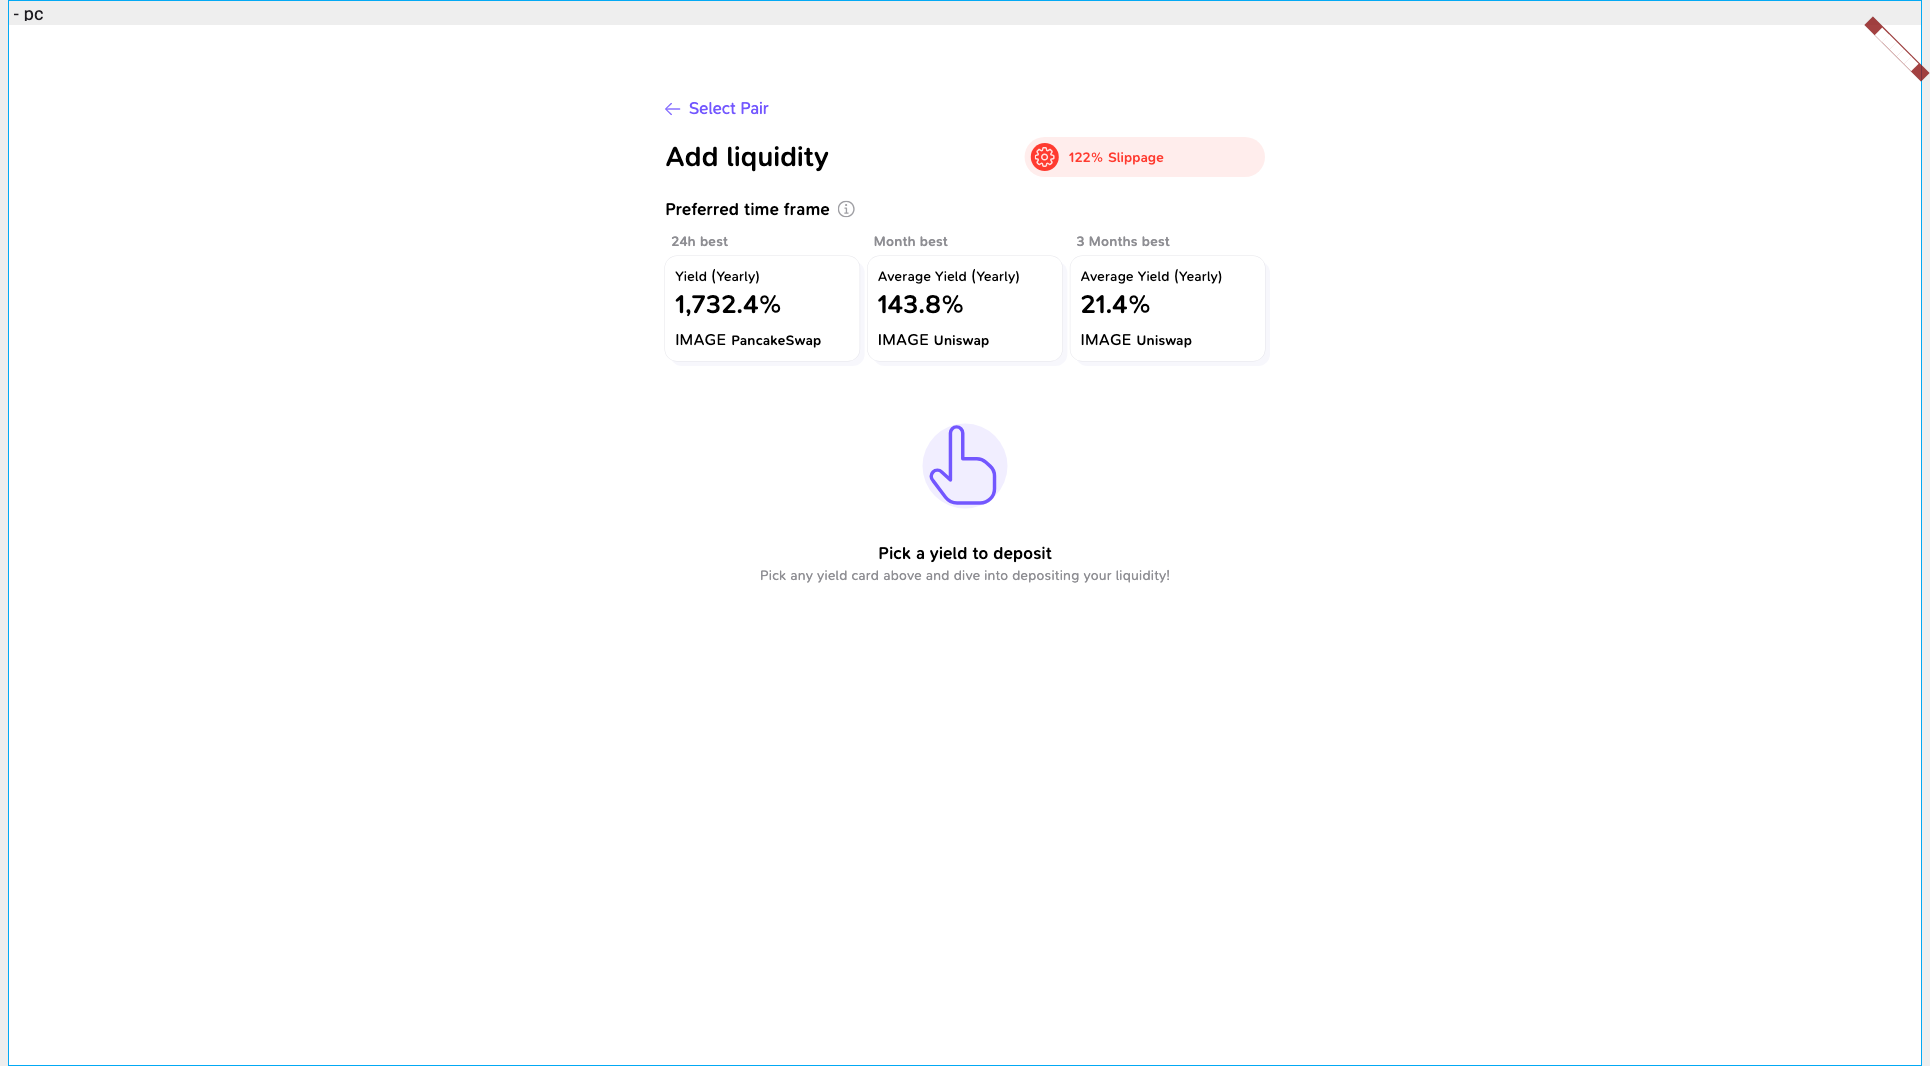 - pc
Select Pair
Add liquidity
122% Slippage
Preferred time frame
24h best
Month best
3 Months best
Yield (Yearly)
1,732.4%
IMAGE PancakeSwap
Average Yield (Yearly)
143.8%
IMAGE Uniswap
Average Yield (Yearly)
21.4%
IMAGE Uniswap
Pick a yield to deposit
Pick any yield card above and dive into depositing your liquidity!